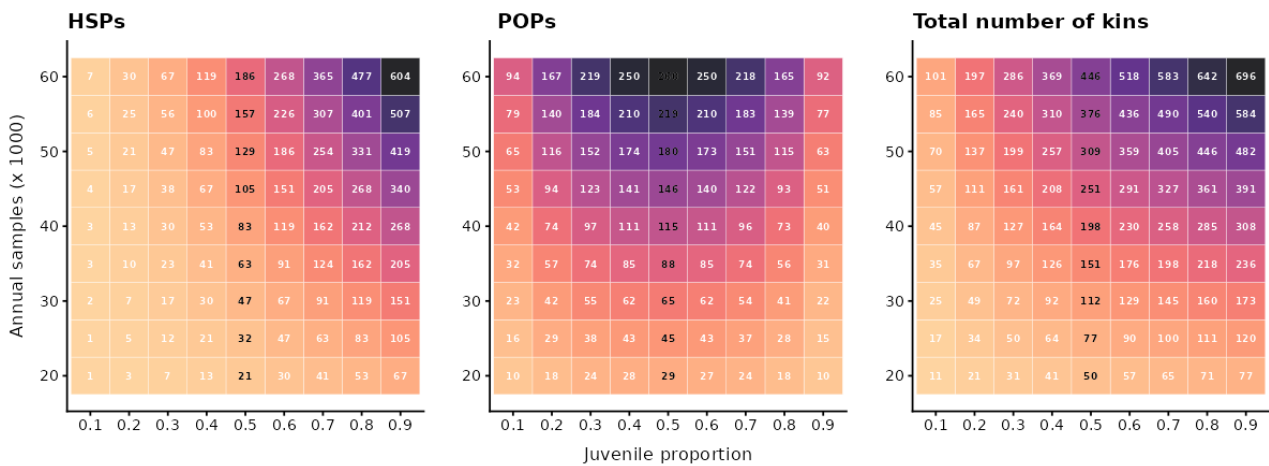 HSPs POPs Total number of kins
60 7 30 67 119 186 268 365 477 604 60 94 167 219 250 250 218 165 92 60 101 197 286 369 446 518 583 642 696
6 25 56 100 157 226 307 401 507 79 140 184 210 219 210 183 139 77 85 165 240 310 376 436 490 540 584
50 5 21 47 83 129 186 254 331 419 50 65 116 152 174 180 173 151 115 63 50 70 137 199 257 309 359 405 446 482
4 17 38 67 105 151 205 268 340 53 94 123 141 146 140 122 93 51 57 111 161 208 251 291 327 361 391
40 3 13 30 53 83 119 162 212 268 40 42 74 97 111 115 111 96 73 40 40 45 87 127 164 198 230 258 285 308
3 10 23 41 63 91 124 162 205 32 57 74 85 88 85 74 56 31 35 67 97 126 151 176 198 218 236
30 2 7 17 30 47 67 91 119 151 30 23 42 55 62 65 62 54 41 22 30 25 49 72 92 112 129 145 160 173
1 5 12 21 32 47 63 83 105 16 29 38 43 45 43 37 28 15 17 34 50 64 77 90 100 111 120
20 1 3 7 13 21 30 41 53 67 20 10 18 24 28 29 27 24 18 10 20 11 21 31 41 50 57 65 71 77
0.1 0.2 0.3 0.5 0.5 0.6 0.7 0.8 0.9 0.1 0.2 0.3 0.5 0.5 0.6 0.7 0.8 0.9 0.1 0.2 0.3 0.5 0.5 0.6 0.7 0.8 0.9
Annual samples (x 1000)
Juvenile proportion